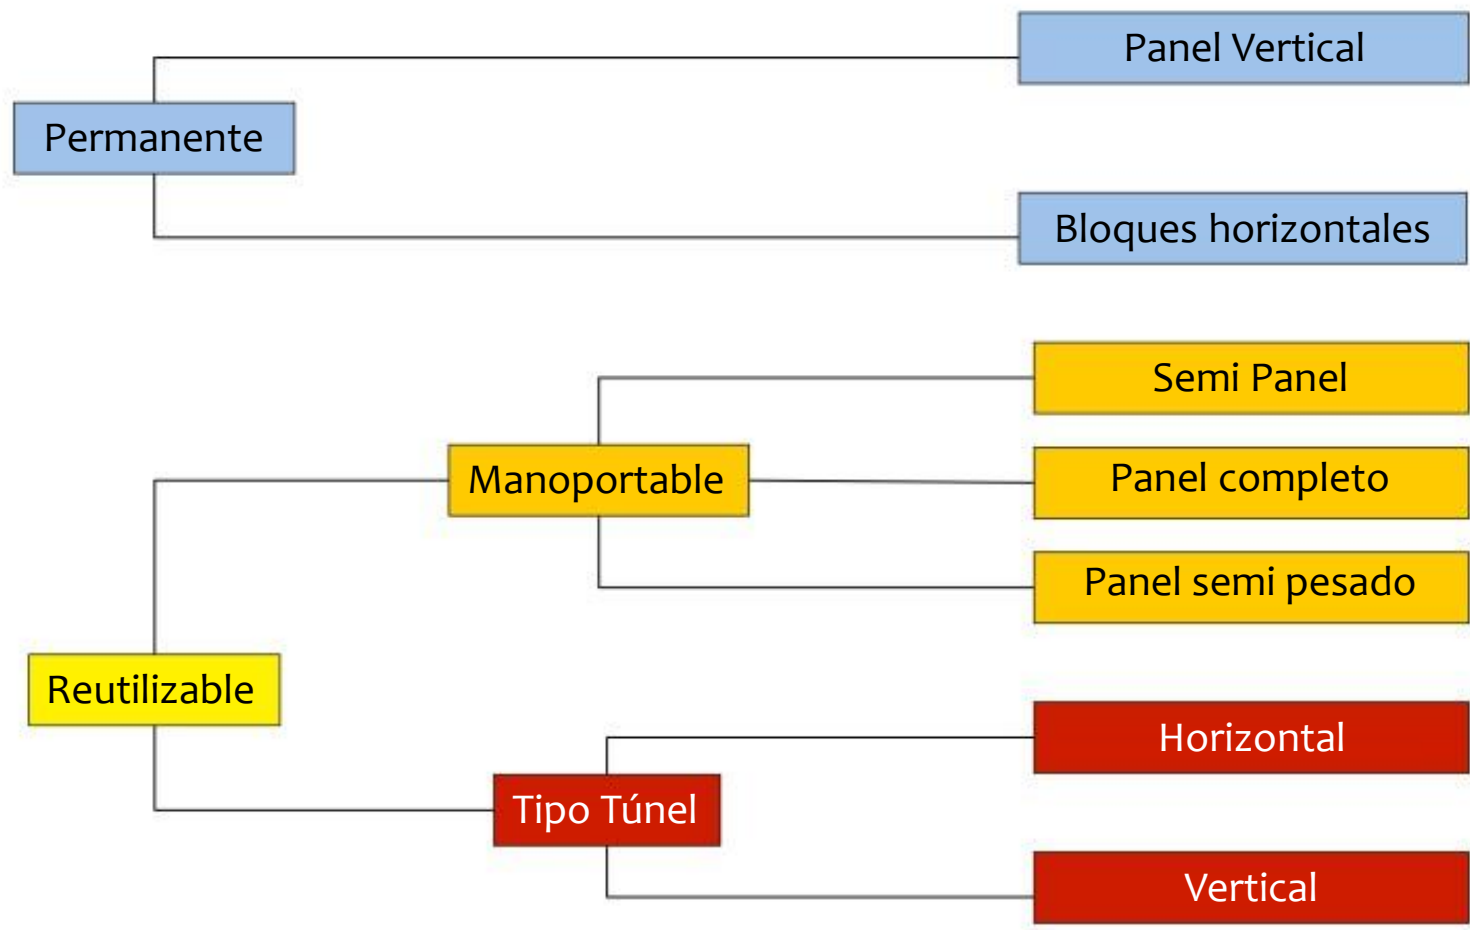 Panel Vertical
Permanente
Bloques horizontales
Semi Panel
Manoportable
Panel completo
Panel semi pesado
Reutilizable
Horizontal
Tipo Túnel
Vertical